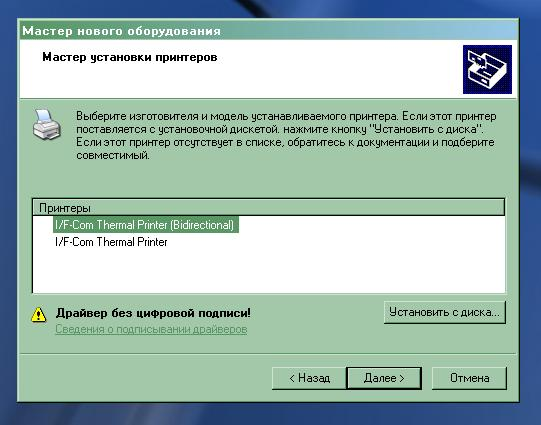 Мастер нового оборудования
Мастер установки принтеров
Выберите изготовителя и модель устанавливаемого принтера. Если этот принтер
поставляется с установочной дискетой. нажмите кнопку "Установить с диска".
Если этот принтер отсутствует в списке, обратитесь к документации и подберите
совместимый.
Принтеры
I/F-Com Thermal Printer (Bidirectional)
I/F-Com Thermal Printer
Драйвер без цифровой подписи!
Установить с диска...
Сведения о подписывании драйверов
< Назад
Далее >
Отмена